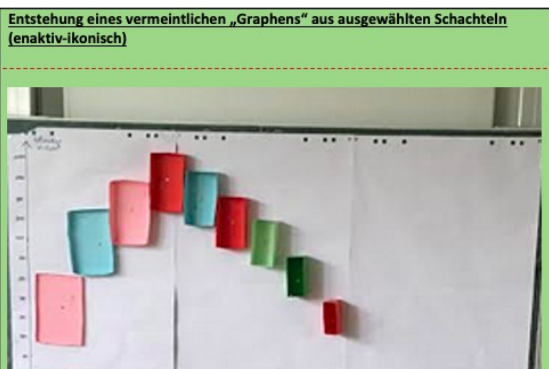 Entstehung eines vermeintlichen „Graphens“ aus ausgewählten Schachteln
(enaktiv-ikonisch)